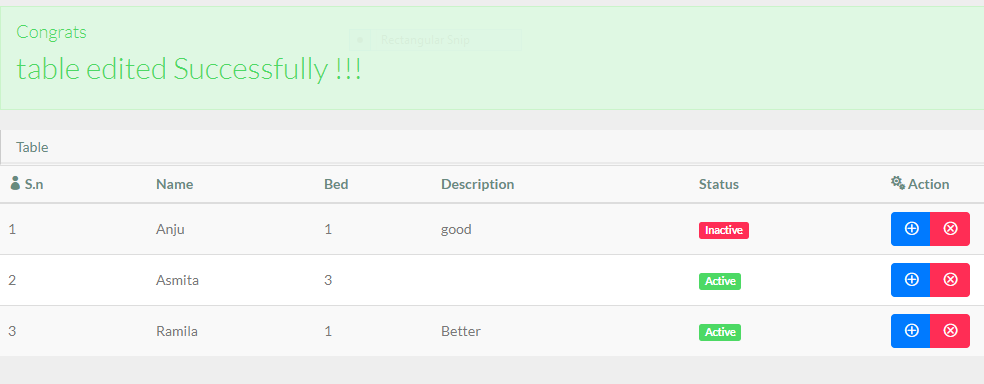 Congrats
Rectangular Snip
table edited Successfully !!!
Table
S.n Name Bed Description Status Action
1 Anju 1 good Inactive
2 Asmita 3 Active
3 Ramila 1 Better Active